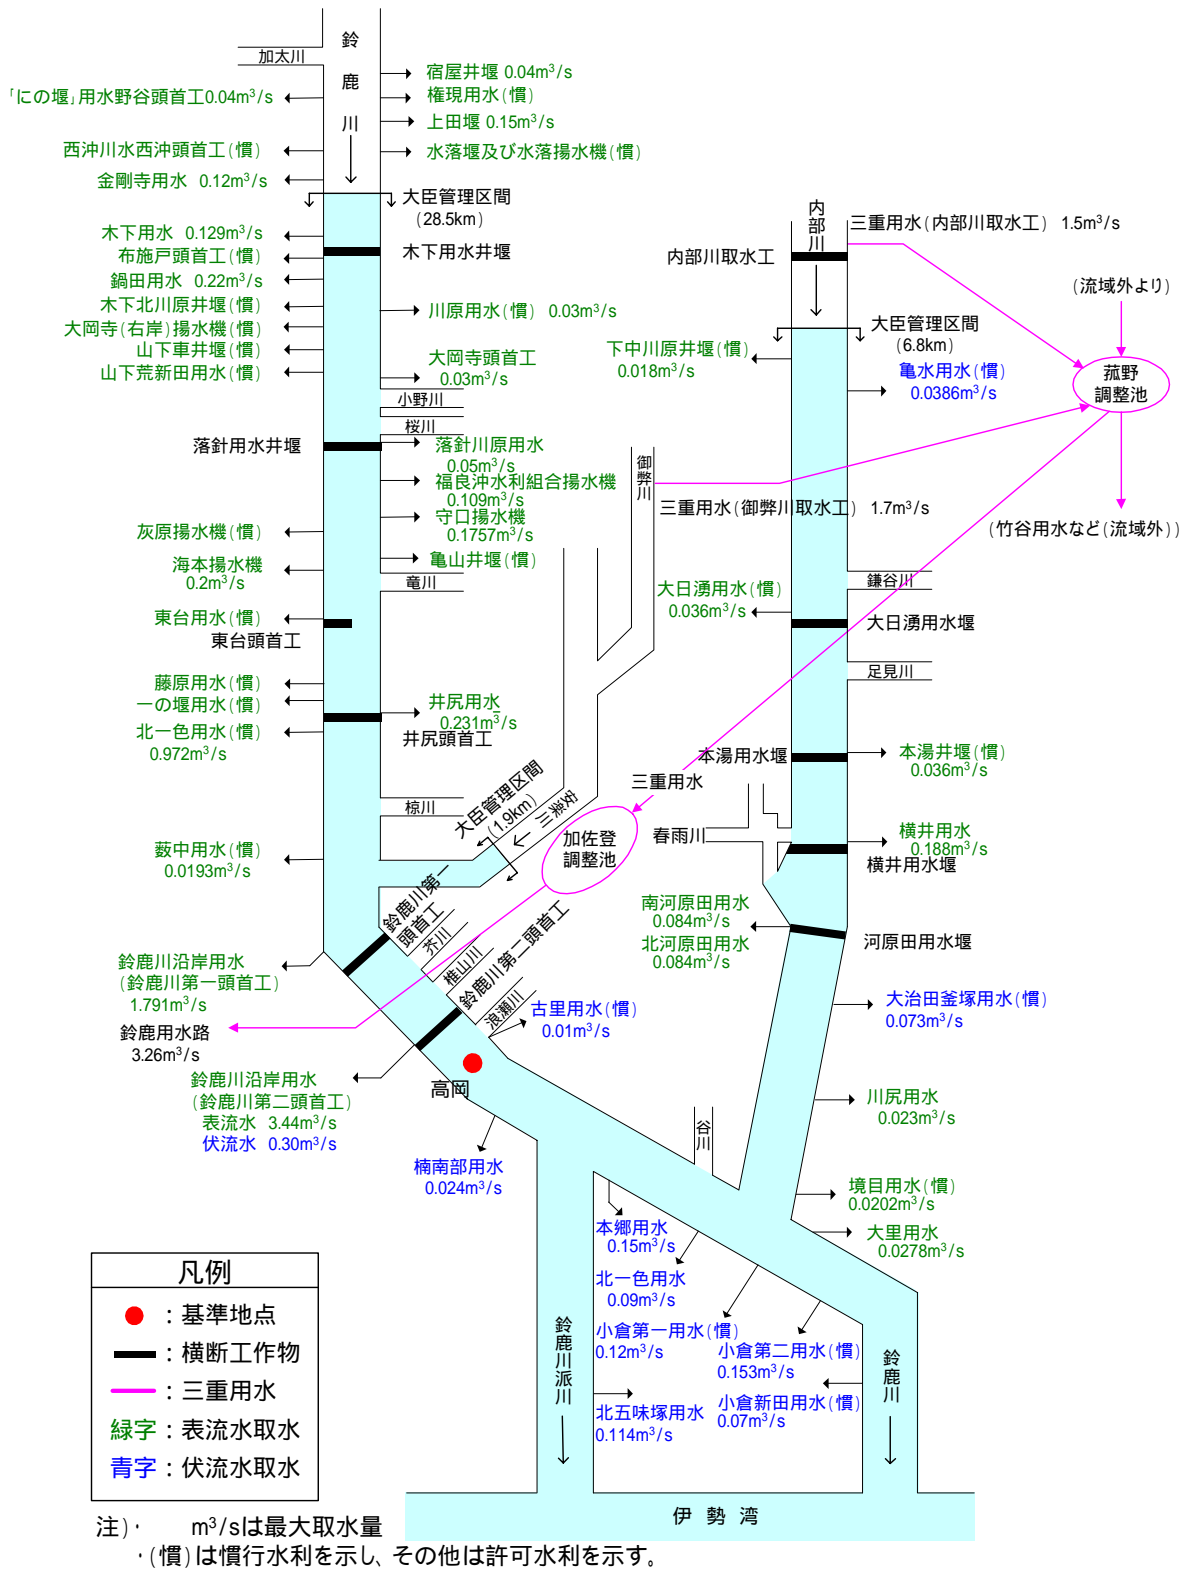 鈴鹿川
加太川
宿屋井堰 0.04m³/s
「にの堰」用水野谷頭首工0.04m³/s
権現用水(慣)
上田堰 0.15m³/s
西沖川水西沖頭首工(慣)
水落堰及び水落揚水機(慣)
金剛寺用水 0.12m³/s
大臣管理区間
(28.5km)
木下用水 0.129m³/s
布施戸頭首工(慣)
木下用水井堰
鍋田用水 0.22m³/s
木下北川原井堰(慣)
川原用水(慣) 0.03m³/s
大岡寺(右岸)揚水機(慣)
山下車井堰(慣)
大岡寺頭首工
0.03m³/s
山下荒新田用水(慣)
小野川
桜川
落針用水井堰
落針川原用水
0.05m³/s
福良沖水利組合揚水機
0.109m³/s
守口揚水機
0.1757m³/s
灰原揚水機(慣)
亀山井堰(慣)
海本揚水機
0.2m³/s
竜川
東台用水(慣)
東台頭首工
藤原用水(慣)
一の堰用水(慣)
井尻用水
0.231m³/s
井尻頭首工
北一色用水(慣)
0.972m³/s
椋川
薮中用水(慣)
0.0193m³/s
大臣管理区間
(1.9km)
安楽川
御弊川
鈴鹿川第一
頭首工
芥川
椎山川
鈴鹿川第二頭首工
浪瀬川
鈴鹿川沿岸用水
(鈴鹿川第一頭首工)
1.791m³/s
鈴鹿用水路
3.26m³/s
古里用水(慣)
0.01m³/s
鈴鹿川沿岸用水
(鈴鹿川第二頭首工)
表流水 3.44m³/s
伏流水 0.30m³/s
高岡
楠南部用水
0.024m³/s
内部川
三重用水(内部川取水工) 1.5m³/s
内部川取水工
(流域外より)
大臣管理区間
(6.8km)
下中川原井堰(慣)
0.018m³/s
亀水用水(慣)
0.0386m³/s
菰野
調整池
三重用水(御弊川取水工) 1.7m³/s
(竹谷用水など(流域外))
鎌谷川
大日湧用水(慣)
0.036m³/s
大日湧用水堰
足見川
本湯用水堰
本湯井堰(慣)
0.036m³/s
三重用水
加佐登
調整池
春雨川
横井用水
0.188m³/s
横井用水堰
南河原田用水
0.084m³/s
北河原田用水
0.084m³/s
河原田用水堰
大治田釜塚用水(慣)
0.073m³/s
川尻用水
0.023m³/s
谷川
境目用水(慣)
0.0202m³/s
大里用水
0.0278m³/s
本郷用水
0.15m³/s
北一色用水
0.09m³/s
小倉第一用水(慣)
0.12m³/s
小倉第二用水(慣)
0.153m³/s
小倉新田用水(慣)
0.07m³/s
北五味塚用水
0.114m³/s
鈴鹿川派川
鈴鹿川
伊勢湾
凡例
:基準地点
:横断工作物
:三重用水
緑字:表流水取水
青字:伏流水取水
注)・ m³/sは最大取水量
・(慣)は慣行水利を示し、その他は許可水利を示す。